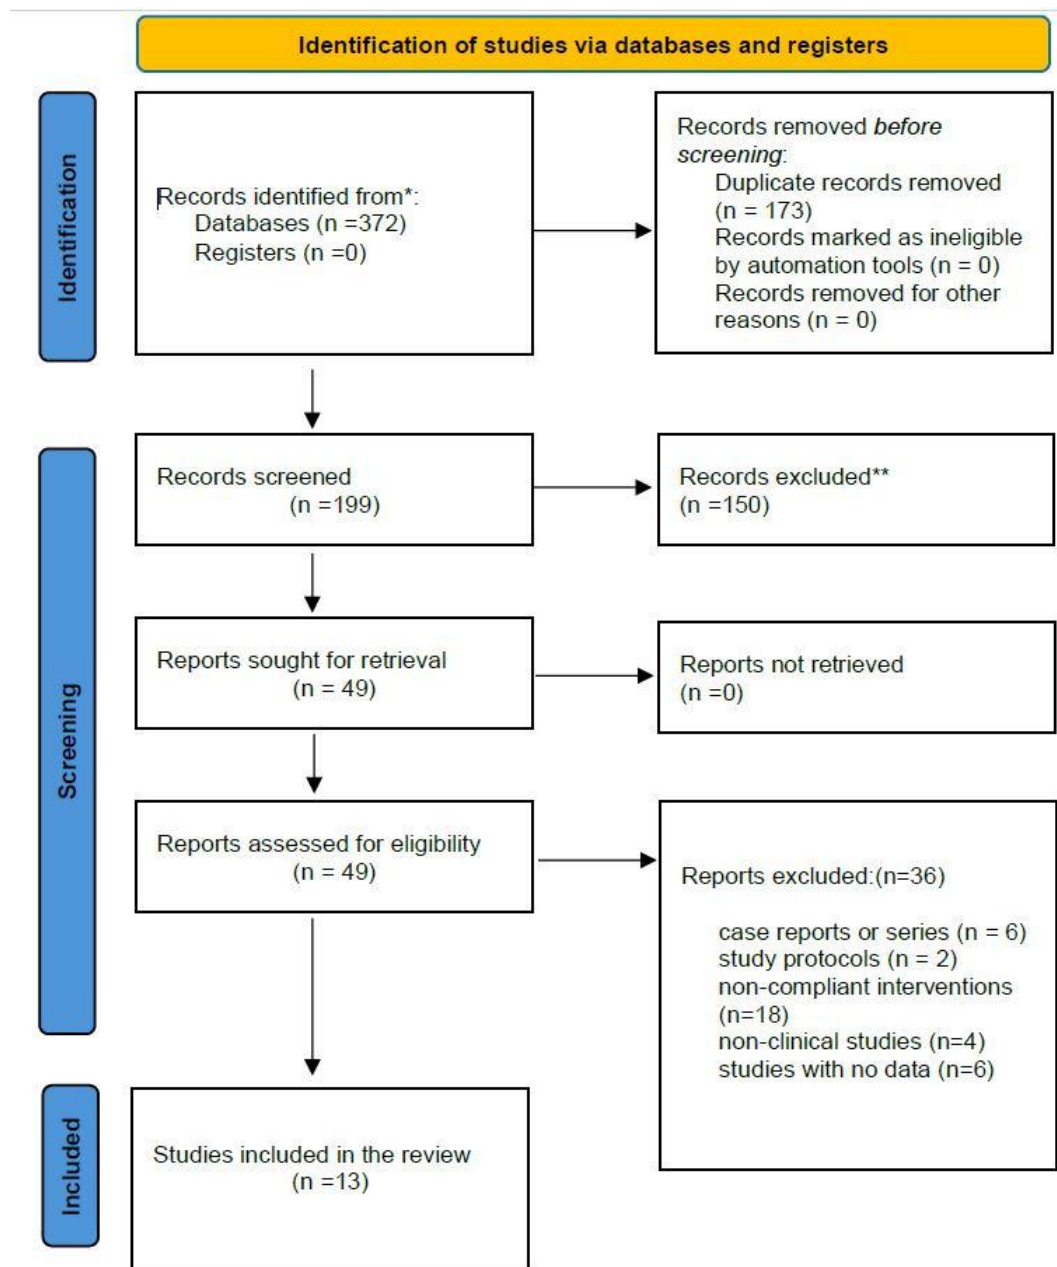 Identification of studies via databases and registers
Identification
Records identified from*:
Databases (n =372)
Registers (n =0)
Records removed before
screening:
Duplicate records removed
(n = 173)
Records marked as ineligible
by automation tools (n = 0)
Records removed for other
reasons (n = 0)
Screening
Records screened
(n =199)
Records excluded**
(n =150)
Reports sought for retrieval
(n = 49)
Reports not retrieved
(n =0)
Reports assessed for eligibility
(n = 49)
Reports excluded:(n=36)
case reports or series (n = 6)
study protocols (n = 2)
non-compliant interventions
(n=18)
non-clinical studies (n=4)
studies with no data (n=6)
Included
Studies included in the review
(n =13)